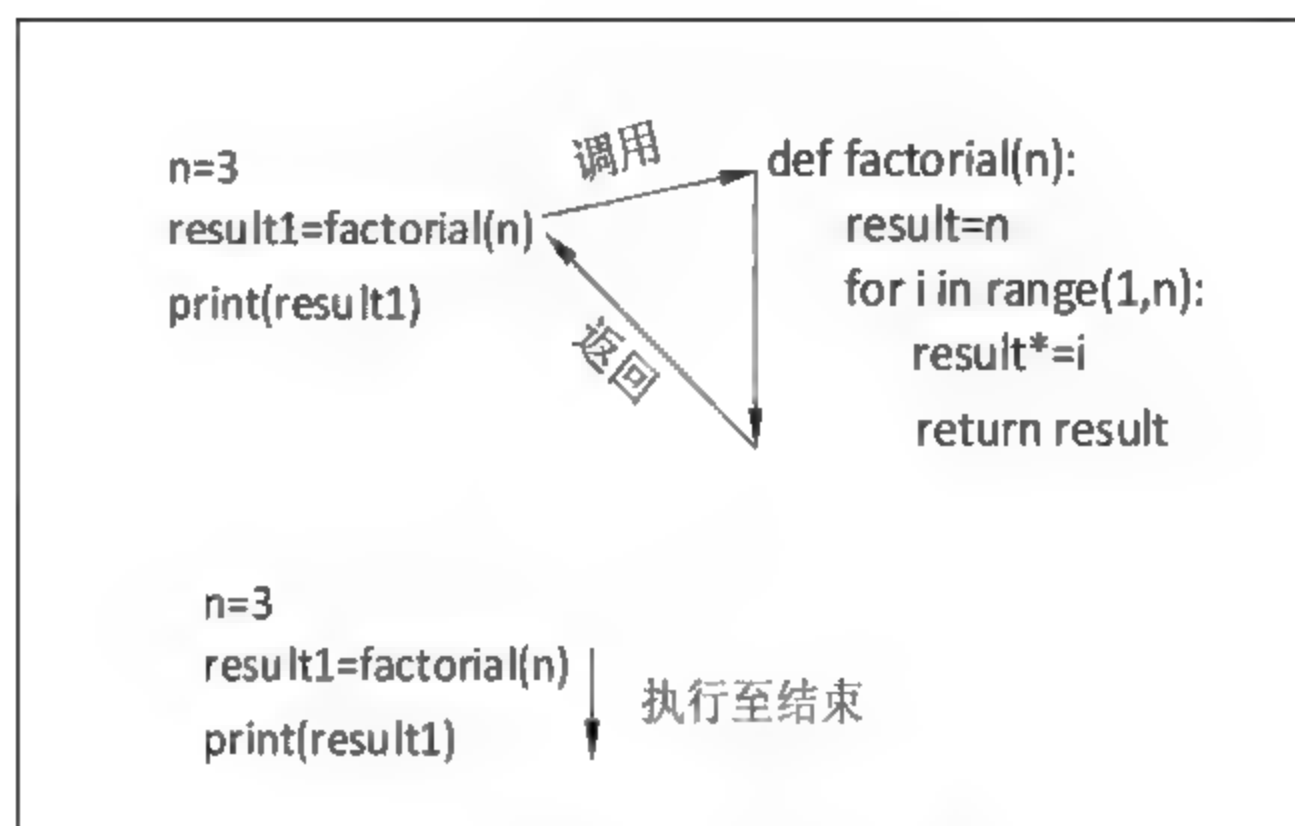 n=3
result1=factorial(n)
print(result1)
调用
返回
def factorial(n):
result=n
for i in range(1,n):
result*=i
return result
n=3
result1=factorial(n)
print(result1)
执行至结束